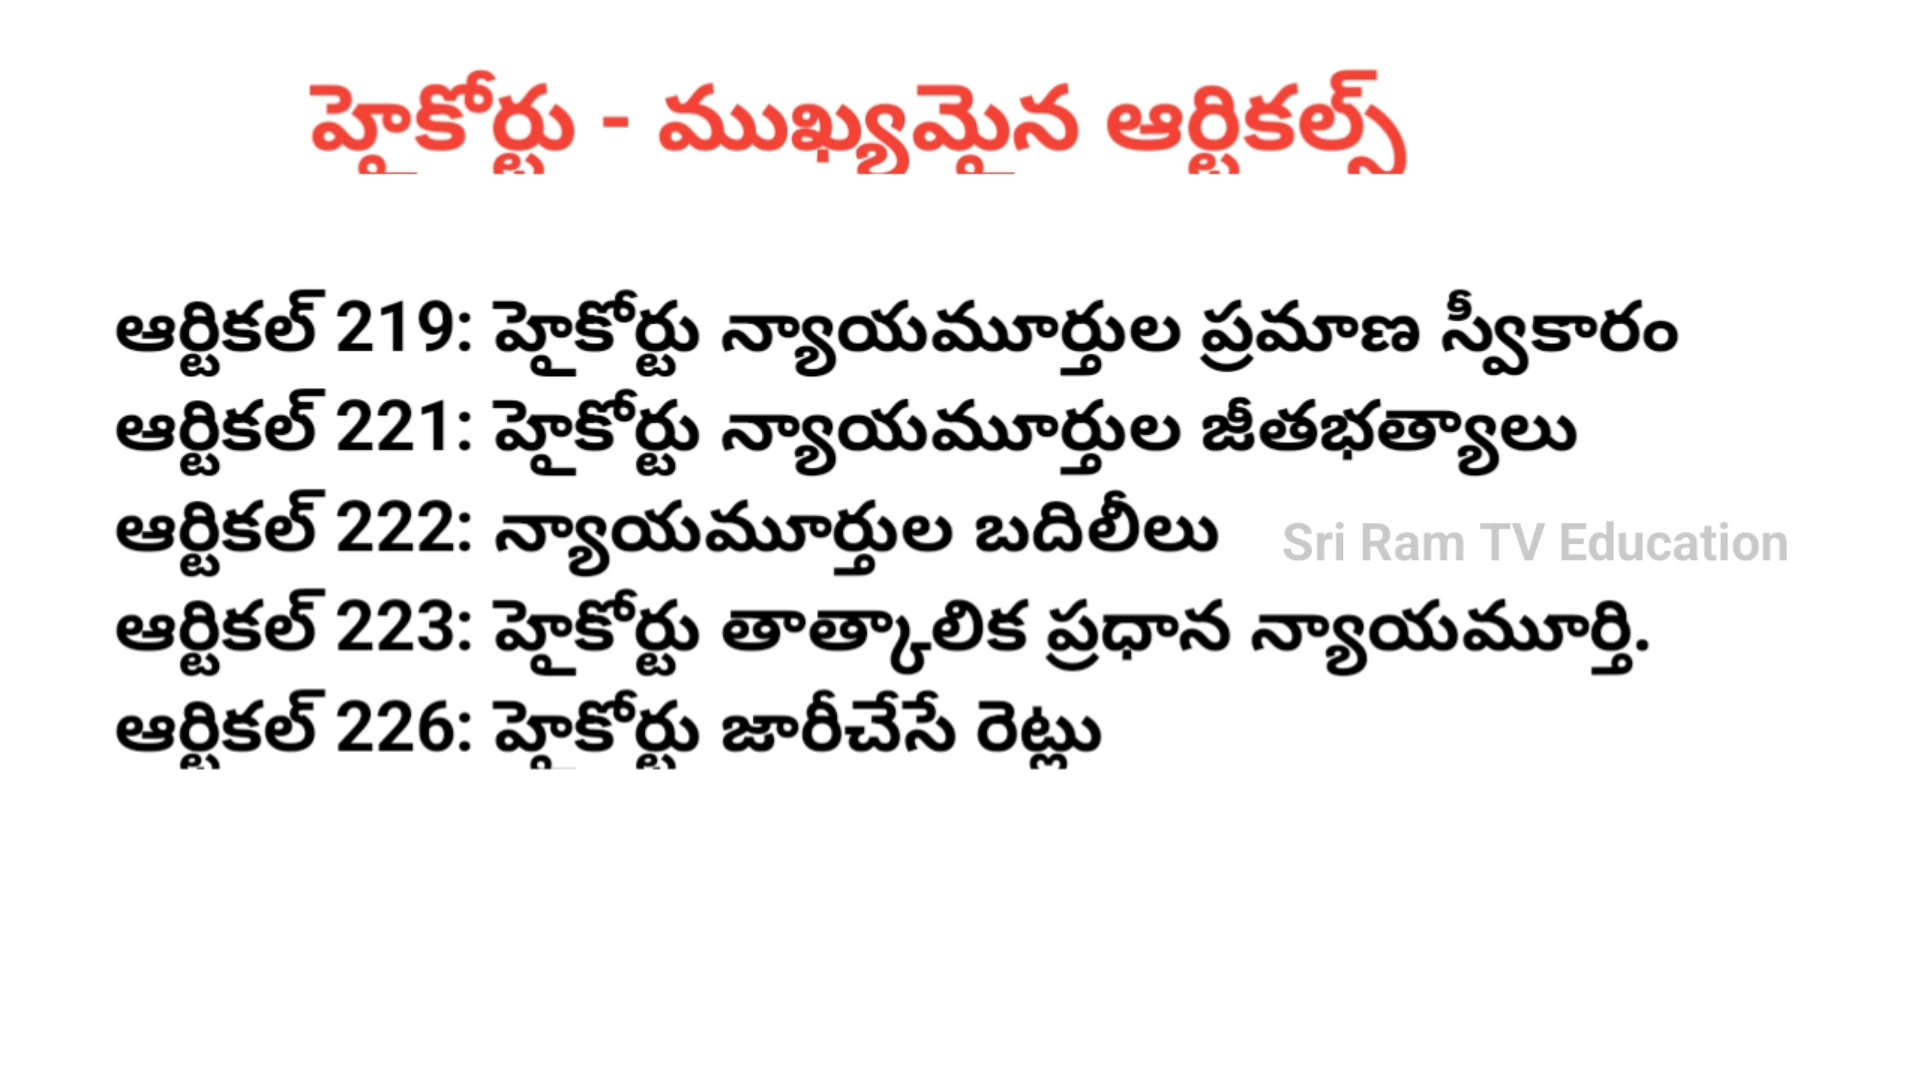 హైకోర్టు - ముఖ్యమైన ఆర్టికల్స్
ఆర్టికల్ 219: హైకోర్టు న్యాయమూర్తుల ప్రమాణ స్వీకారం
ఆర్టికల్ 221: హైకోర్టు న్యాయమూర్తుల జీతభత్యాలు
ఆర్టికల్ 222: న్యాయమూర్తుల బదిలీలు
Sri Ram TV Education
ఆర్టికల్ 223: హైకోర్టు తాత్కాలిక ప్రధాన న్యాయమూర్తి.
ఆర్టికల్ 226: హైకోర్టు జారీచేసే రెట్లు